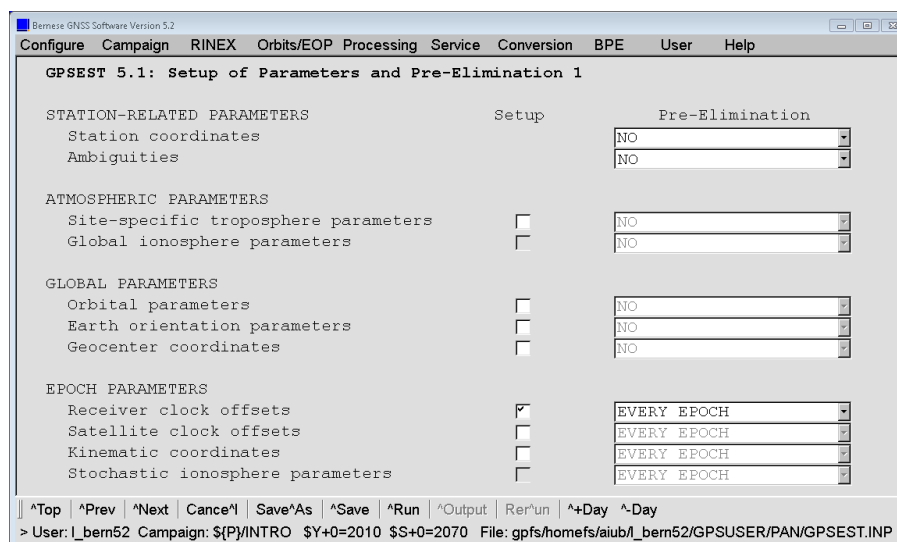 Bernese GNSS Software Version 5.2
Configure Campaign RINEX Orbits/EOP Processing Service Conversion BPE User Help
GPSEST 5.1: Setup of Parameters and Pre-Elimination 1
STATION-RELATED PARAMETERS Setup Pre-Elimination
Station coordinates NO
Ambiguities NO
ATMOSPHERIC PARAMETERS
Site-specific troposphere parameters NO
Global ionosphere parameters NO
GLOBAL PARAMETERS
Orbital parameters NO
Earth orientation parameters NO
Geocenter coordinates NO
EPOCH PARAMETERS
Receiver clock offsets EVERY EPOCH
Satellite clock offsets EVERY EPOCH
Kinematic coordinates EVERY EPOCH
Stochastic ionosphere parameters EVERY EPOCH
^Top ^Prev ^Next Cance^l Save^As ^Save ^Run ^Output Rer^un ^+Day ^-Day
> User: l_bern52 Campaign: ${P}/INTRO $Y+0=2010 $S+0=2070 File: gpfs/homefs/aiub/l_bern52/GPSUSER/PAN/GPSEST.INP